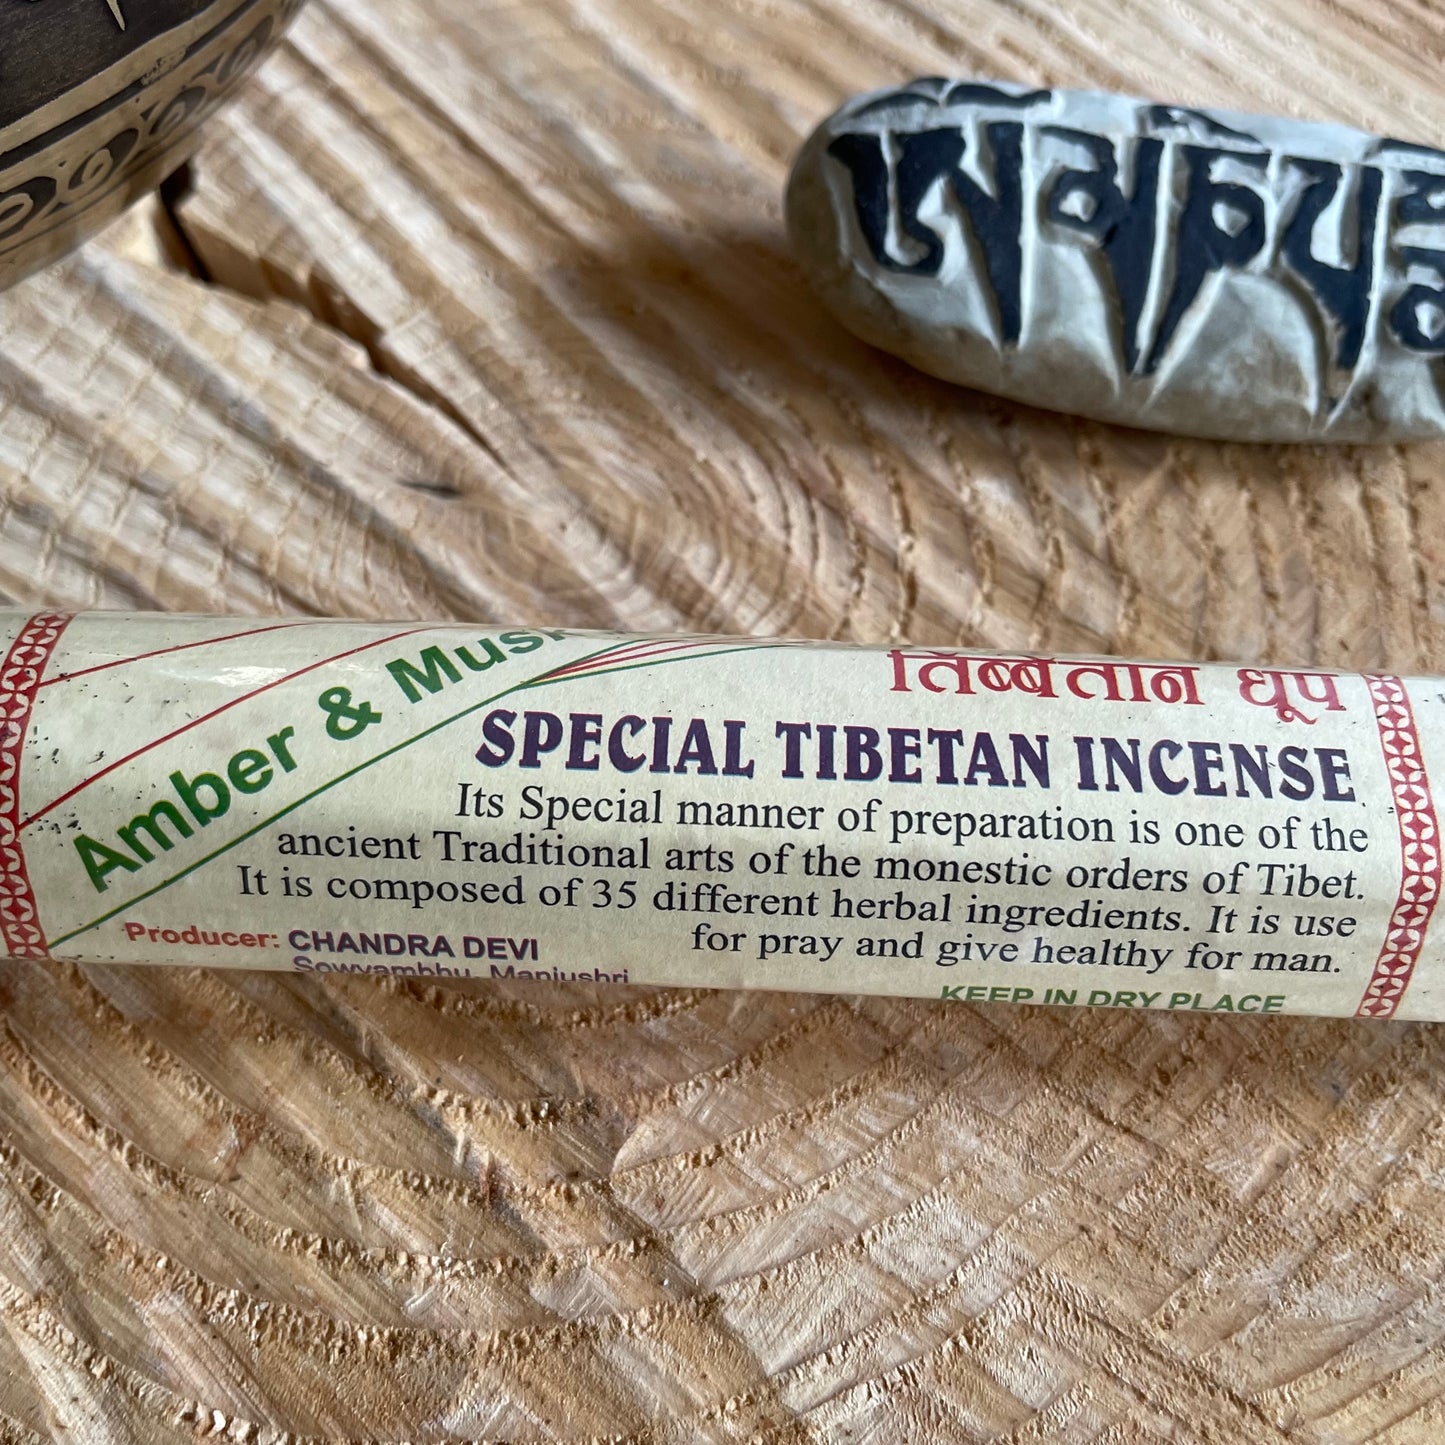 ཨོཾ་མ་ཎི་པ
Amber & Musk
तिब्बेतान धूप
SPECIAL TIBETAN INCENSE
Its Special manner of preparation is one of the
ancient Traditional arts of the monestic orders of Tibet.
It is composed of 35 different herbal ingredients. It is use
for pray and give healthy for man.
Producer: CHANDRA DEVI
Sowyambhu, Manjushri
KEEP IN DRY PLACE